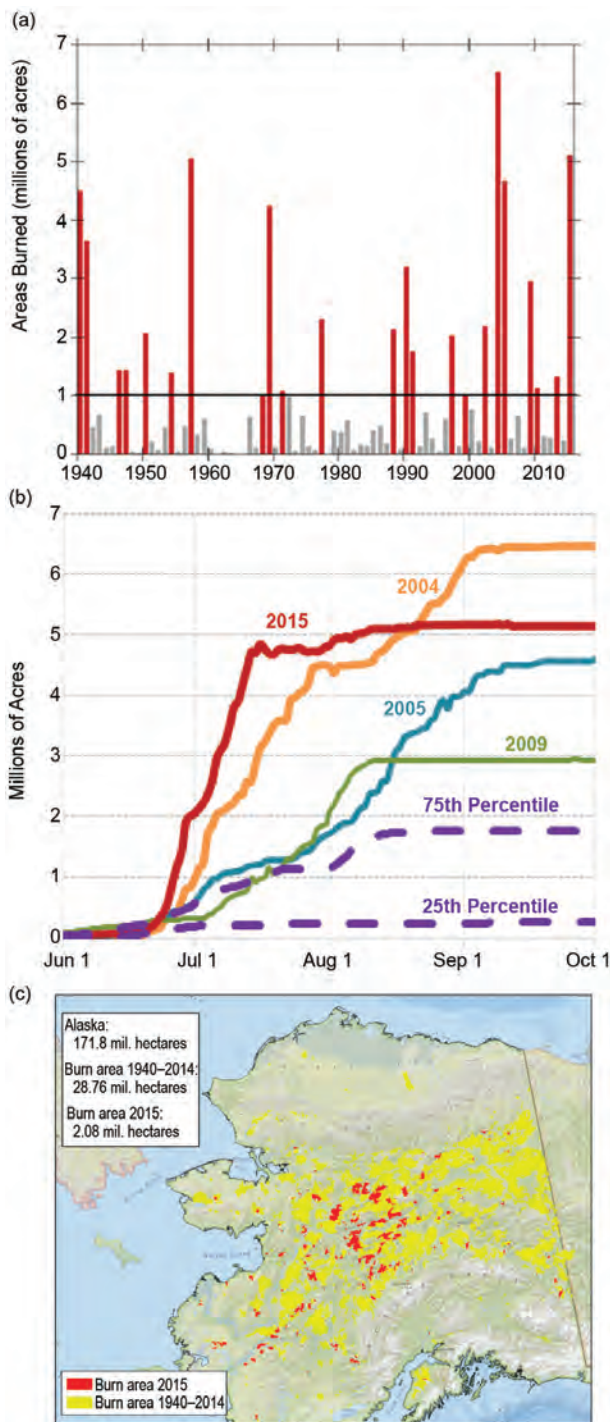 (a)
Areas Burned (millions of acres)
7
6
5
4
3
2
1
0
1940 1950 1960 1970 1980 1990 2000 2010
(b)
Millions of Acres
7
6
5
4
3
2
1
0
2004
2015
2005
2009
75th Percentile
25th Percentile
Jun 1 Jul 1 Aug 1 Sep 1 Oct 1
(c)
Alaska:
171.8 mil. hectares
Burn area 1940–2014:
28.76 mil. hectares
Burn area 2015:
2.08 mil. hectares
Burn area 2015
Burn area 1940–2014